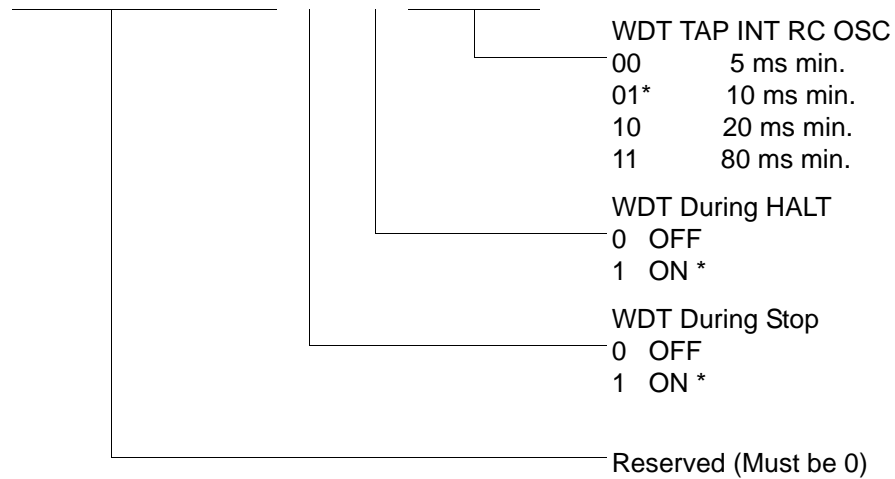 WDT TAP INT RC OSC
00 5 ms min.
01* 10 ms min.
10 20 ms min.
11 80 ms min.
WDT During HALT
0 OFF
1 ON *
WDT During Stop
0 OFF
1 ON *
Reserved (Must be 0)